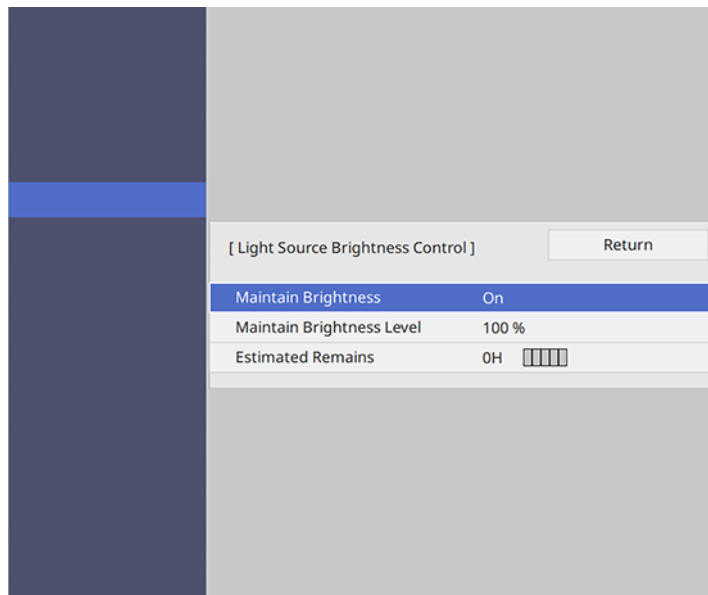 [ Light Source Brightness Control ] Return
Maintain Brightness On
Maintain Brightness Level 100 %
Estimated Remains 0H